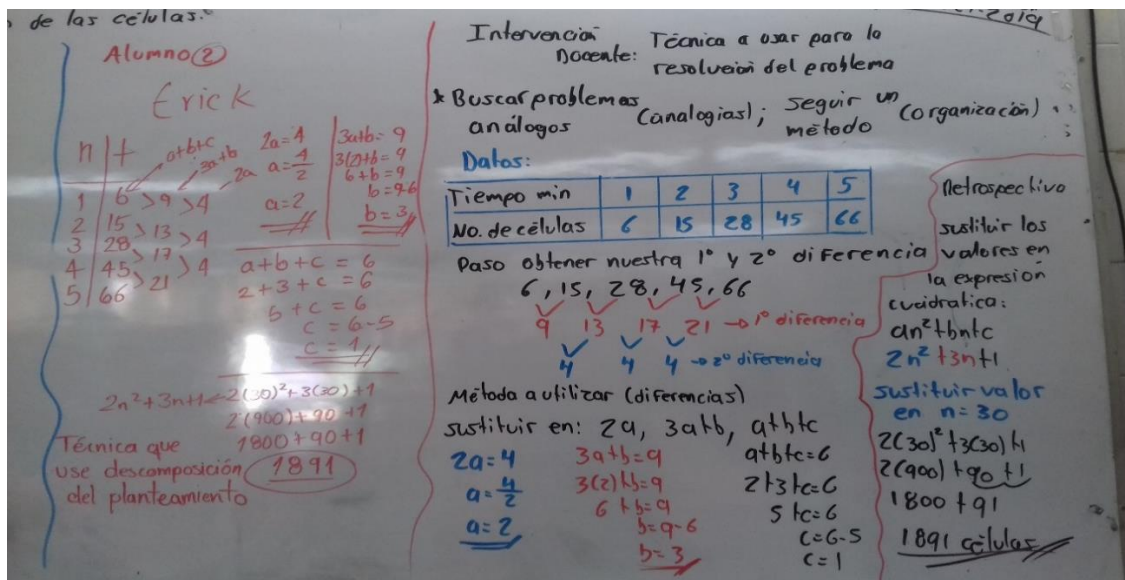 de las células."
Alumno 2
Erick
n | t
a+b+c
3a+b
2a
1 | 6 > 9 > 4
2 | 15 > 13 > 4
3 | 28 > 17 > 4
4 | 45 > 21
5 | 66
2a=4
a=4/2
a=2
3a+b=9
3(2)+b=9
6+b=9
b=9-6
b=3
a+b+c=6
2+3+c=6
5+c=6
c=6-5
c=1
2n²+3n+1 = 2(30)²+3(30)+1
2(900)+90+1
1800+90+1
1891
Técnica que
use descomposición
del planteamiento
2019
Intervención
Docente:
Técnica a usar para la
resolución del problema
* Buscar problemas
análogos
(analogías); seguir un
método
(organización)
Datos:
Tiempo min | 1 | 2 | 3 | 4 | 5
No. de células | 6 | 15 | 28 | 45 | 66
Paso obtener nuestra 1° y 2° diferencia
6, 15, 28, 45, 66
9 13 17 21 → 1° diferencia
4 4 4 → 2° diferencia
Método a utilizar (diferencias)
sustituir en: 2a, 3a+b, a+b+c
2a=4
a=4/2
a=2
3a+b=9
3(2)+b=9
6+b=9
b=9-6
b=3
a+b+c=6
2+3+c=6
5+c=6
c=6-5
c=1
Retrospectivo
sustituir los
valores en
la expresión
cuadratica:
an²+bn+c
2n²+3n+1
sustituir valor
en n=30
2(30)²+3(30)+1
2(900)+90+1
1800+91
1891 células